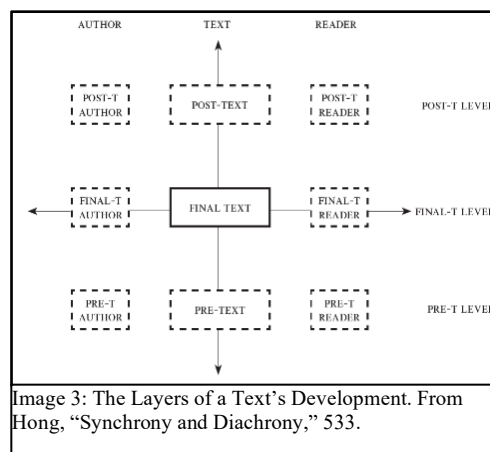 AUTHOR TEXT READER
POST-T
AUTHOR
POST-TEXT
POST-T
READER
POST-T LEVEL
FINAL-T
AUTHOR
FINAL TEXT
FINAL-T
READER
FINAL-T LEVEL
PRE-T
AUTHOR
PRE-TEXT
PRE-T
READER
PRE-T LEVEL
Image 3: The Layers of a Text’s Development. From
Hong, “Synchrony and Diachrony,” 533.